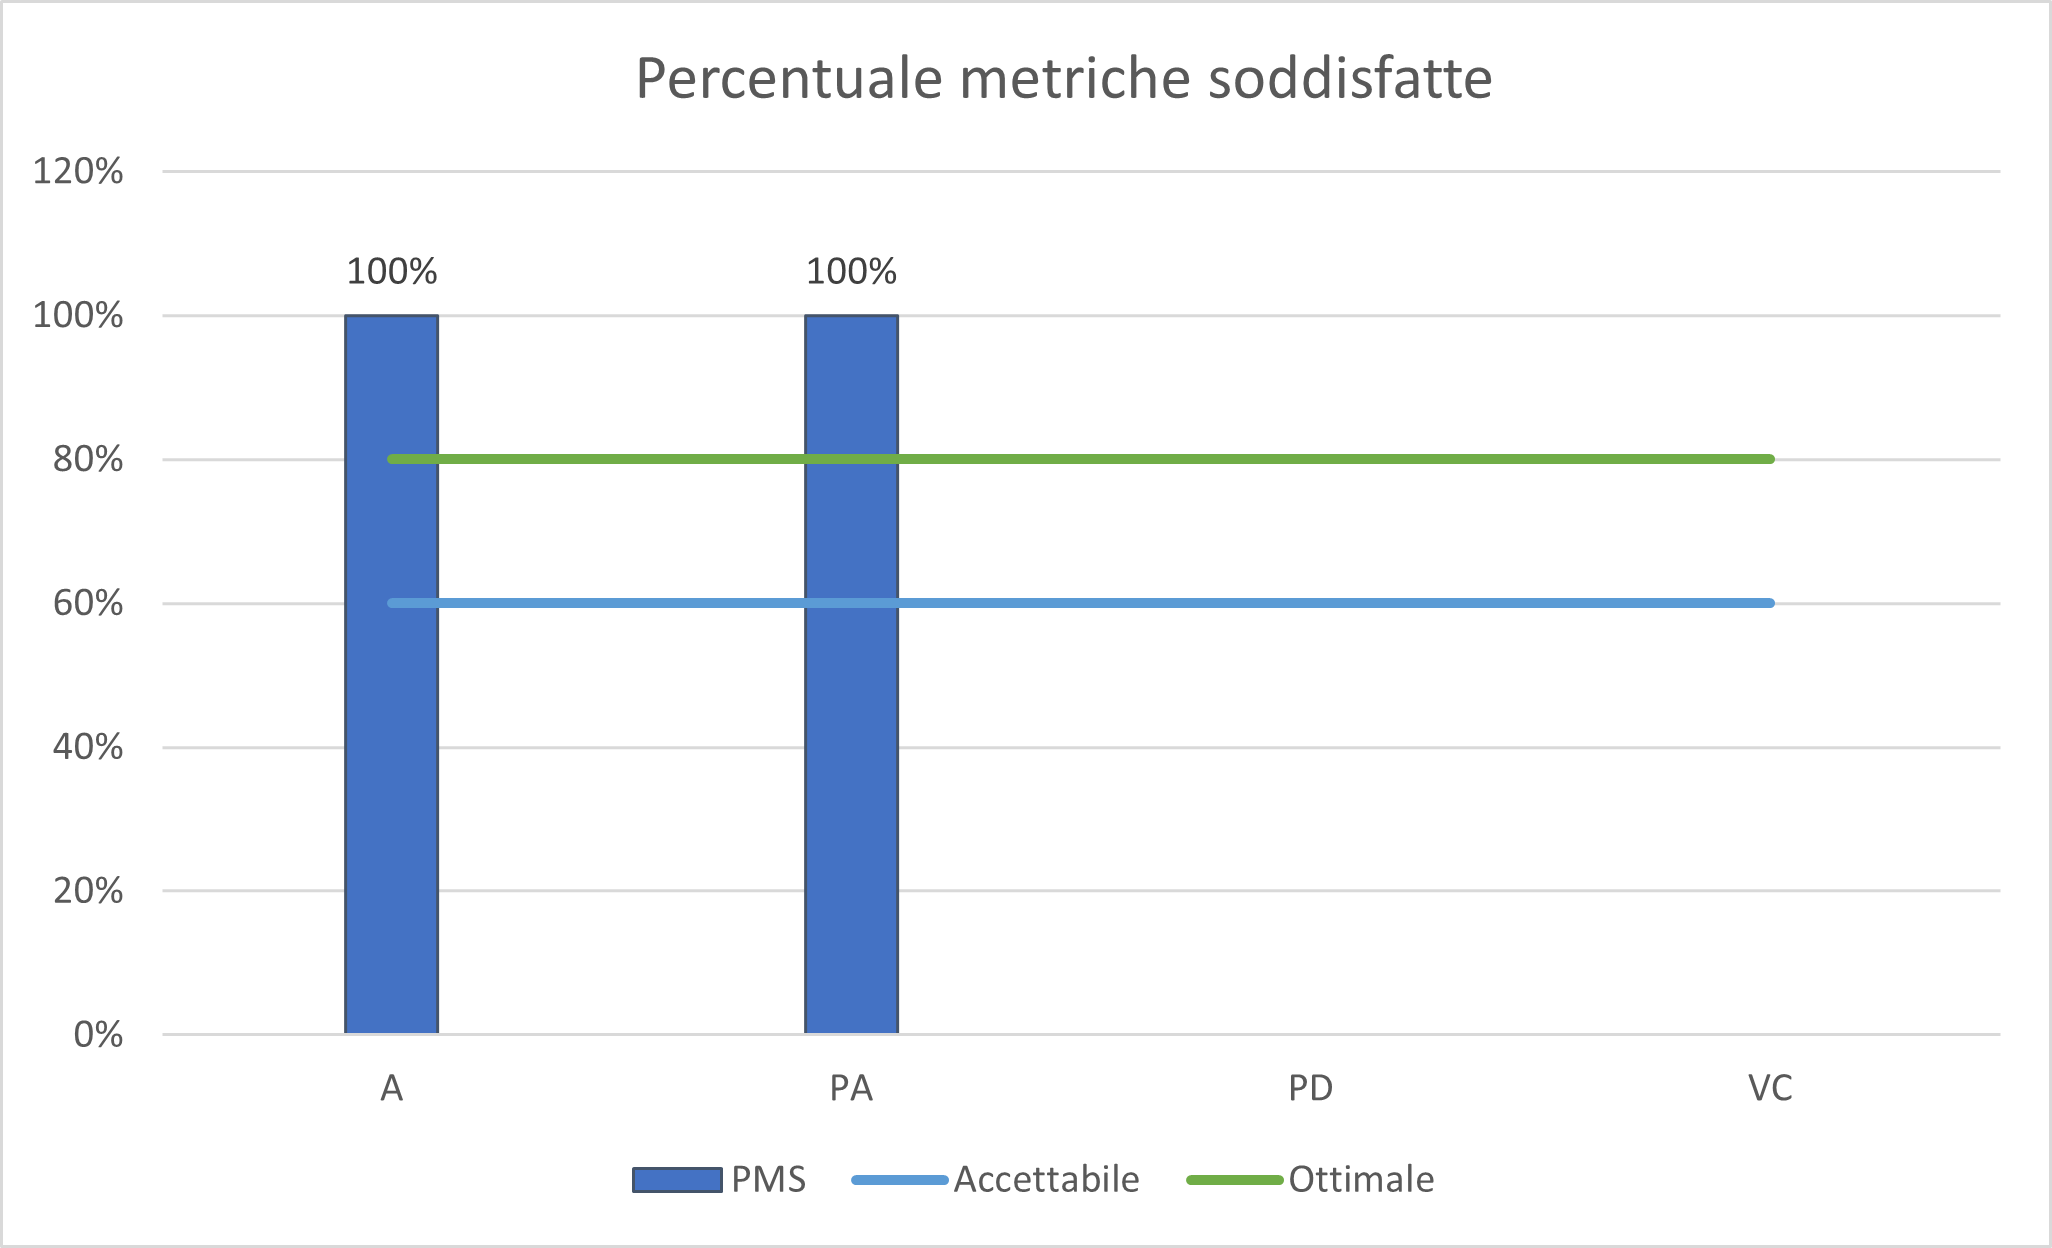 Percentuale metriche soddisfatte
120%
100%
80%
60%
40%
20%
0%
100%
100%
A
PA
PD
VC
PMS
Accettabile
Ottimale